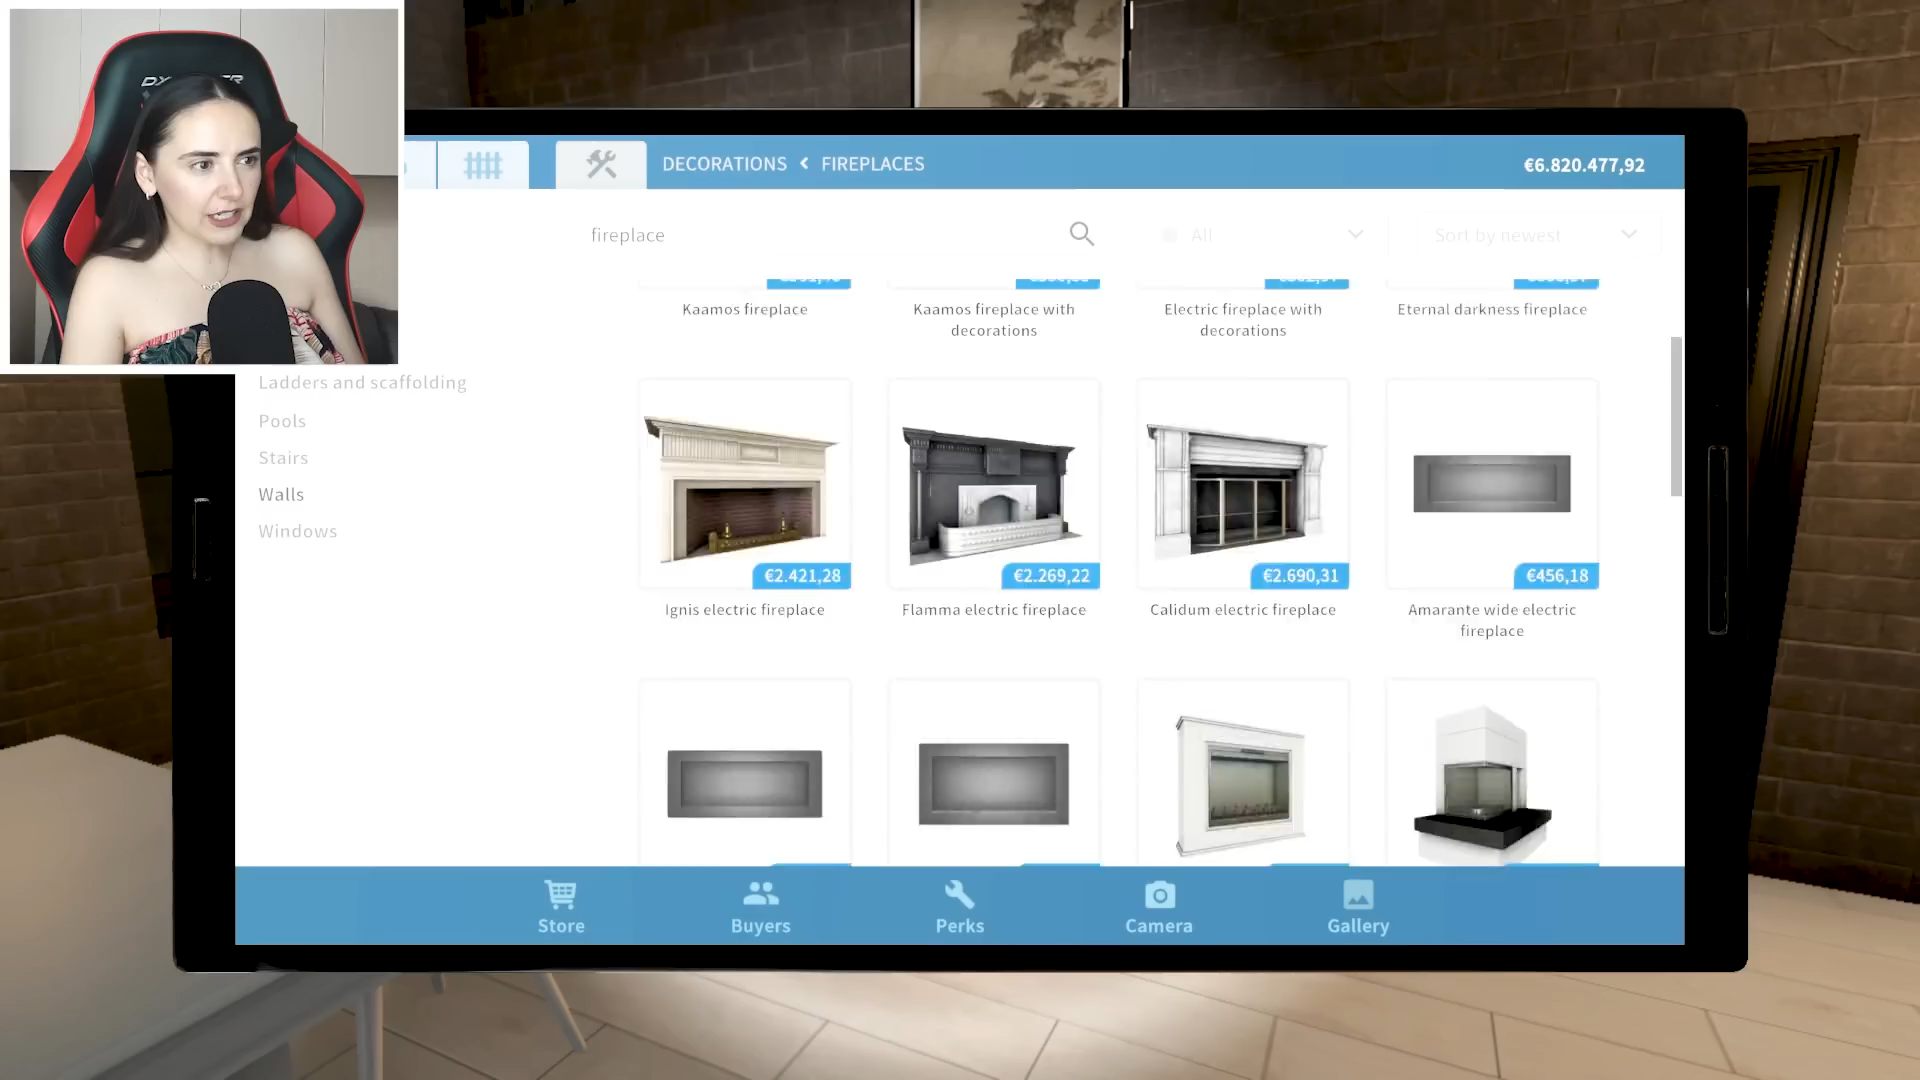 DECORATIONS < FIREPLACES
€6.820.477,92
fireplace
All
Sort by newest
Kaamos fireplace
Kaamos fireplace with
decorations
Electric fireplace with
decorations
Eternal darkness fireplace
Ladders and scaffolding
Pools
Stairs
Walls
Windows
€2.421,28
€2.269,22
€2.690,31
€456,18
Ignis electric fireplace
Flamma electric fireplace
Calidum electric fireplace
Amarante wide electric
fireplace
Store
Buyers
Perks
Camera
Gallery